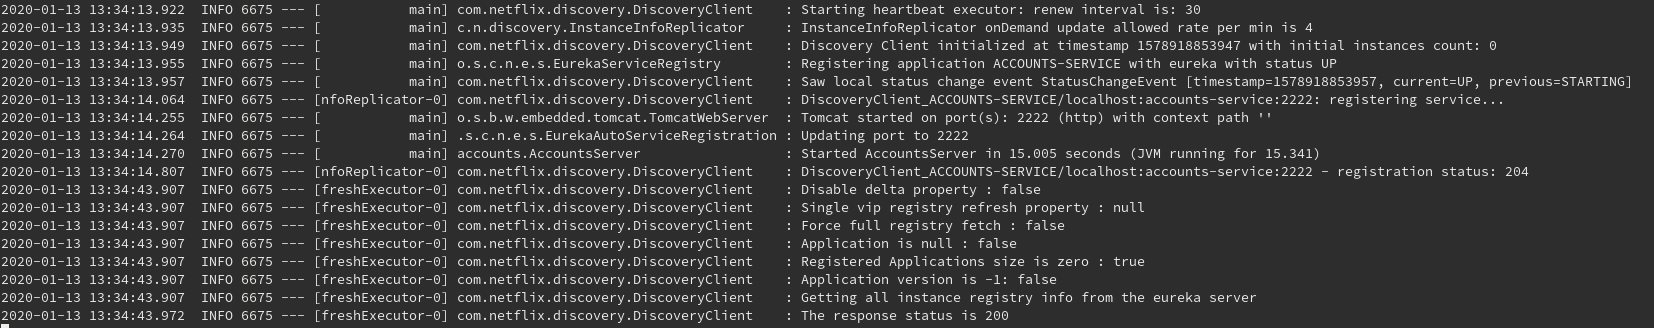 2020-01-13 13:34:13.922  INFO 6675 --- [           main] com.netflix.discovery.DiscoveryClient    : Starting heartbeat executor: renew interval is: 30
2020-01-13 13:34:13.935  INFO 6675 --- [           main] c.n.discovery.InstanceInfoReplicator     : InstanceInfoReplicator onDemand update allowed rate per min is 4
2020-01-13 13:34:13.949  INFO 6675 --- [           main] com.netflix.discovery.DiscoveryClient    : Discovery Client initialized at timestamp 1578918853947 with initial instances count: 0
2020-01-13 13:34:13.955  INFO 6675 --- [           main] o.s.c.n.e.s.EurekaServiceRegistry        : Registering application ACCOUNTS-SERVICE with eureka with status UP
2020-01-13 13:34:13.957  INFO 6675 --- [           main] com.netflix.discovery.DiscoveryClient    : Saw local status change event StatusChangeEvent [timestamp=1578918853957, current=UP, previous=STARTING]
2020-01-13 13:34:14.064  INFO 6675 --- [nfoReplicator-0] com.netflix.discovery.DiscoveryClient    : DiscoveryClient_ACCOUNTS-SERVICE/localhost:accounts-service:2222: registering service...
2020-01-13 13:34:14.255  INFO 6675 --- [           main] o.s.b.w.embedded.tomcat.TomcatWebServer  : Tomcat started on port(s): 2222 (http) with context path ''
2020-01-13 13:34:14.264  INFO 6675 --- [           main] .s.c.n.e.s.EurekaAutoServiceRegistration : Updating port to 2222
2020-01-13 13:34:14.270  INFO 6675 --- [           main] accounts.AccountsServer                  : Started AccountsServer in 15.005 seconds (JVM running for 15.341)
2020-01-13 13:34:14.807  INFO 6675 --- [nfoReplicator-0] com.netflix.discovery.DiscoveryClient    : DiscoveryClient_ACCOUNTS-SERVICE/localhost:accounts-service:2222 - registration status: 204
2020-01-13 13:34:43.907  INFO 6675 --- [freshExecutor-0] com.netflix.discovery.DiscoveryClient    : Disable delta property : false
2020-01-13 13:34:43.907  INFO 6675 --- [freshExecutor-0] com.netflix.discovery.DiscoveryClient    : Single vip registry refresh property : null
2020-01-13 13:34:43.907  INFO 6675 --- [freshExecutor-0] com.netflix.discovery.DiscoveryClient    : Force full registry fetch : false
2020-01-13 13:34:43.907  INFO 6675 --- [freshExecutor-0] com.netflix.discovery.DiscoveryClient    : Application is null : false
2020-01-13 13:34:43.907  INFO 6675 --- [freshExecutor-0] com.netflix.discovery.DiscoveryClient    : Registered Applications size is zero : true
2020-01-13 13:34:43.907  INFO 6675 --- [freshExecutor-0] com.netflix.discovery.DiscoveryClient    : Application version is -1: false
2020-01-13 13:34:43.907  INFO 6675 --- [freshExecutor-0] com.netflix.discovery.DiscoveryClient    : Getting all instance registry info from the eureka server
2020-01-13 13:34:43.972  INFO 6675 --- [freshExecutor-0] com.netflix.discovery.DiscoveryClient    : The response status is 200